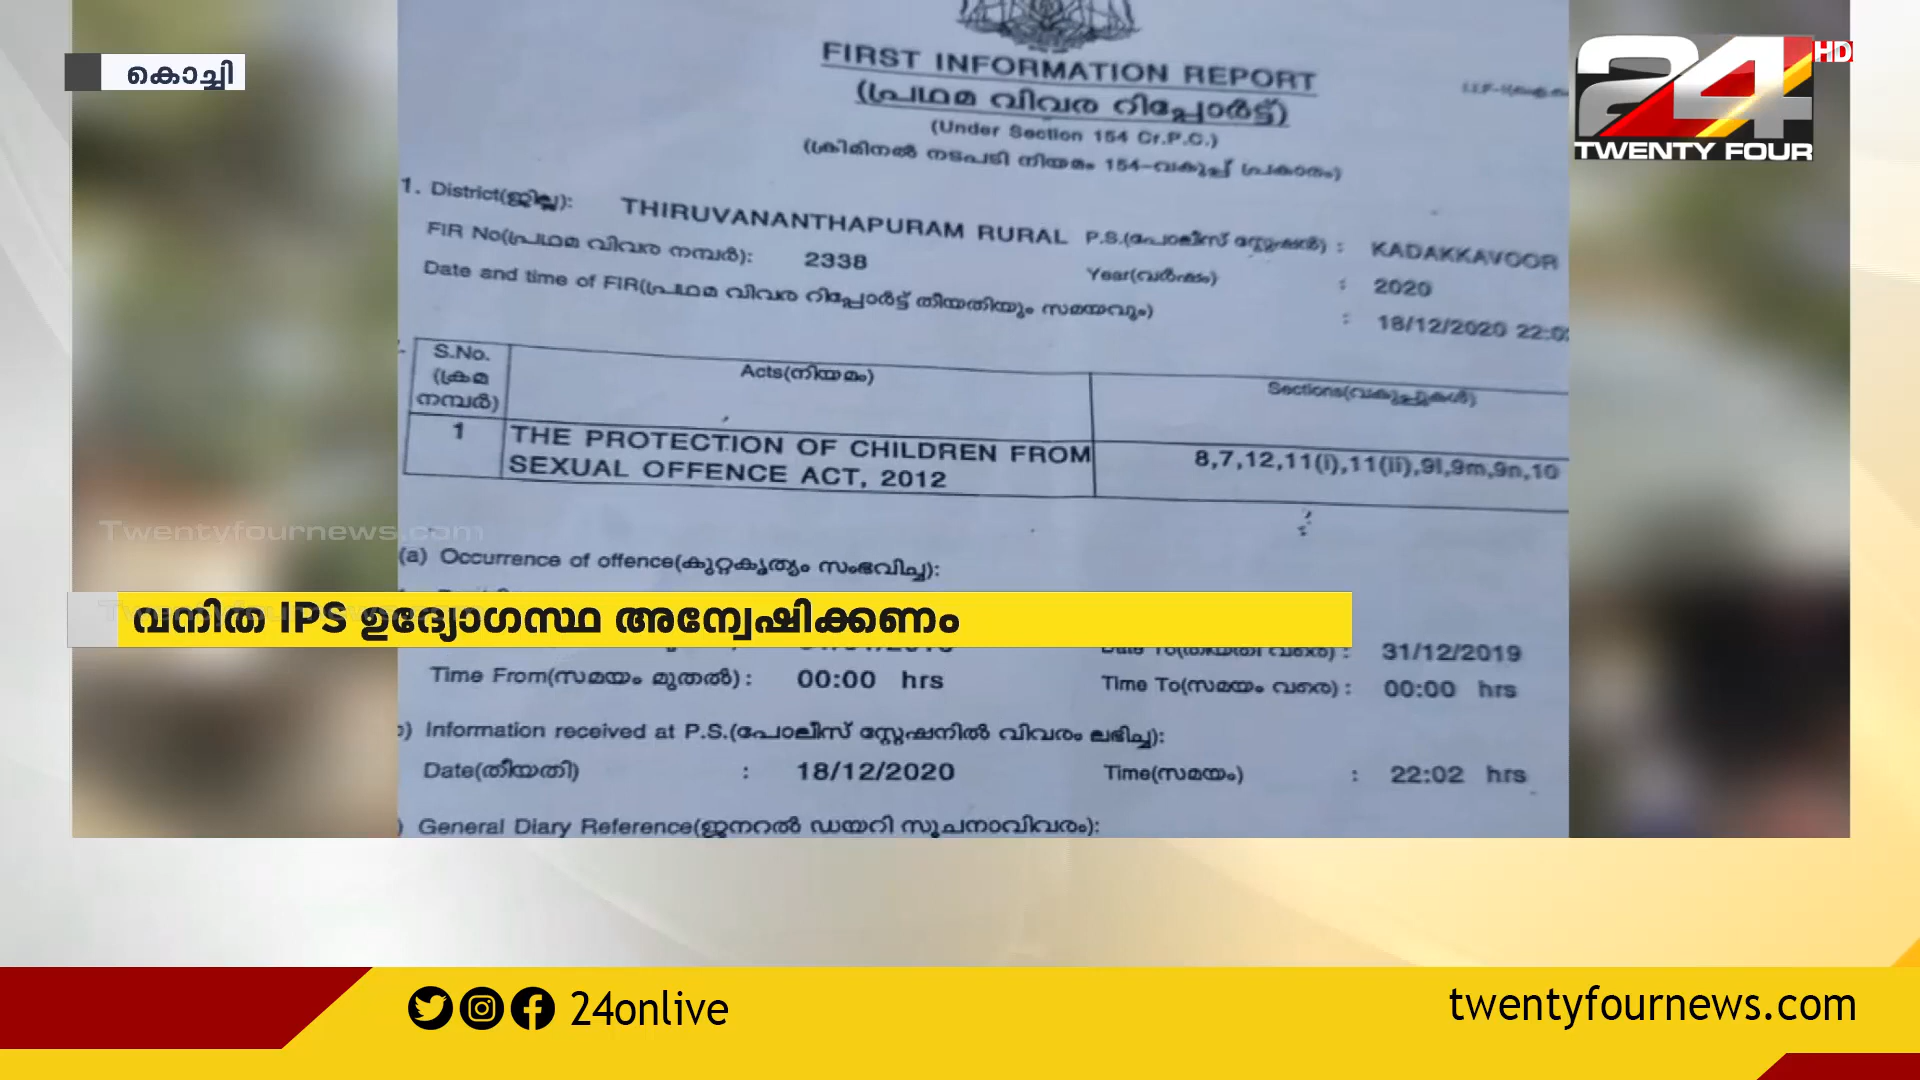 കൊച്ചി
24 HD
TWENTY FOUR
FIRST INFORMATION REPORT
(പ്രഥമ വിവര റിപ്പോർട്ട്)
(Under Section 154 Cr.P.C.)
(ക്രിമിനൽ നടപടി നിയമം 154-വകുപ്പ് പ്രകാരം)
1. District(ജില്ല): THIRUVANANTHAPURAM RURAL P.S.(പോലീസ് സ്റ്റേഷൻ) : KADAKKAVOOR
FIR No(പ്രഥമ വിവര നമ്പർ): 2338 Year(വർഷം) : 2020
Date and time of FIR(പ്രഥമ വിവര റിപ്പോർട്ട് തീയതിയും സമയവും) : 18/12/2020 22:0
S.No. (ക്രമ നമ്പർ) Acts(നിയമം) Sections(വകുപ്പുകൾ)
1 THE PROTECTION OF CHILDREN FROM SEXUAL OFFENCE ACT, 2012 8,7,12,11(i),11(ii),9l,9m,9n,10
Twentyfournews.com
(a) Occurrence of offence(കുറ്റകൃത്യം സംഭവിച്ച):
വനിത IPS ഉദ്യോഗസ്ഥ അന്വേഷിക്കണം
Date To(തീയതി വരെ) : 31/12/2019
Time From(സമയം മുതൽ) : 00:00 hrs Time To(സമയം വരെ) : 00:00 hrs
) Information received at P.S.(പോലീസ് സ്റ്റേഷനിൽ വിവരം ലഭിച്ച):
Date(തീയതി) : 18/12/2020 Time(സമയം) : 22:02 hrs
) General Diary Reference(ജനറൽ ഡയറി സൂചനാവിവരം):
24onlive
twentyfournews.com